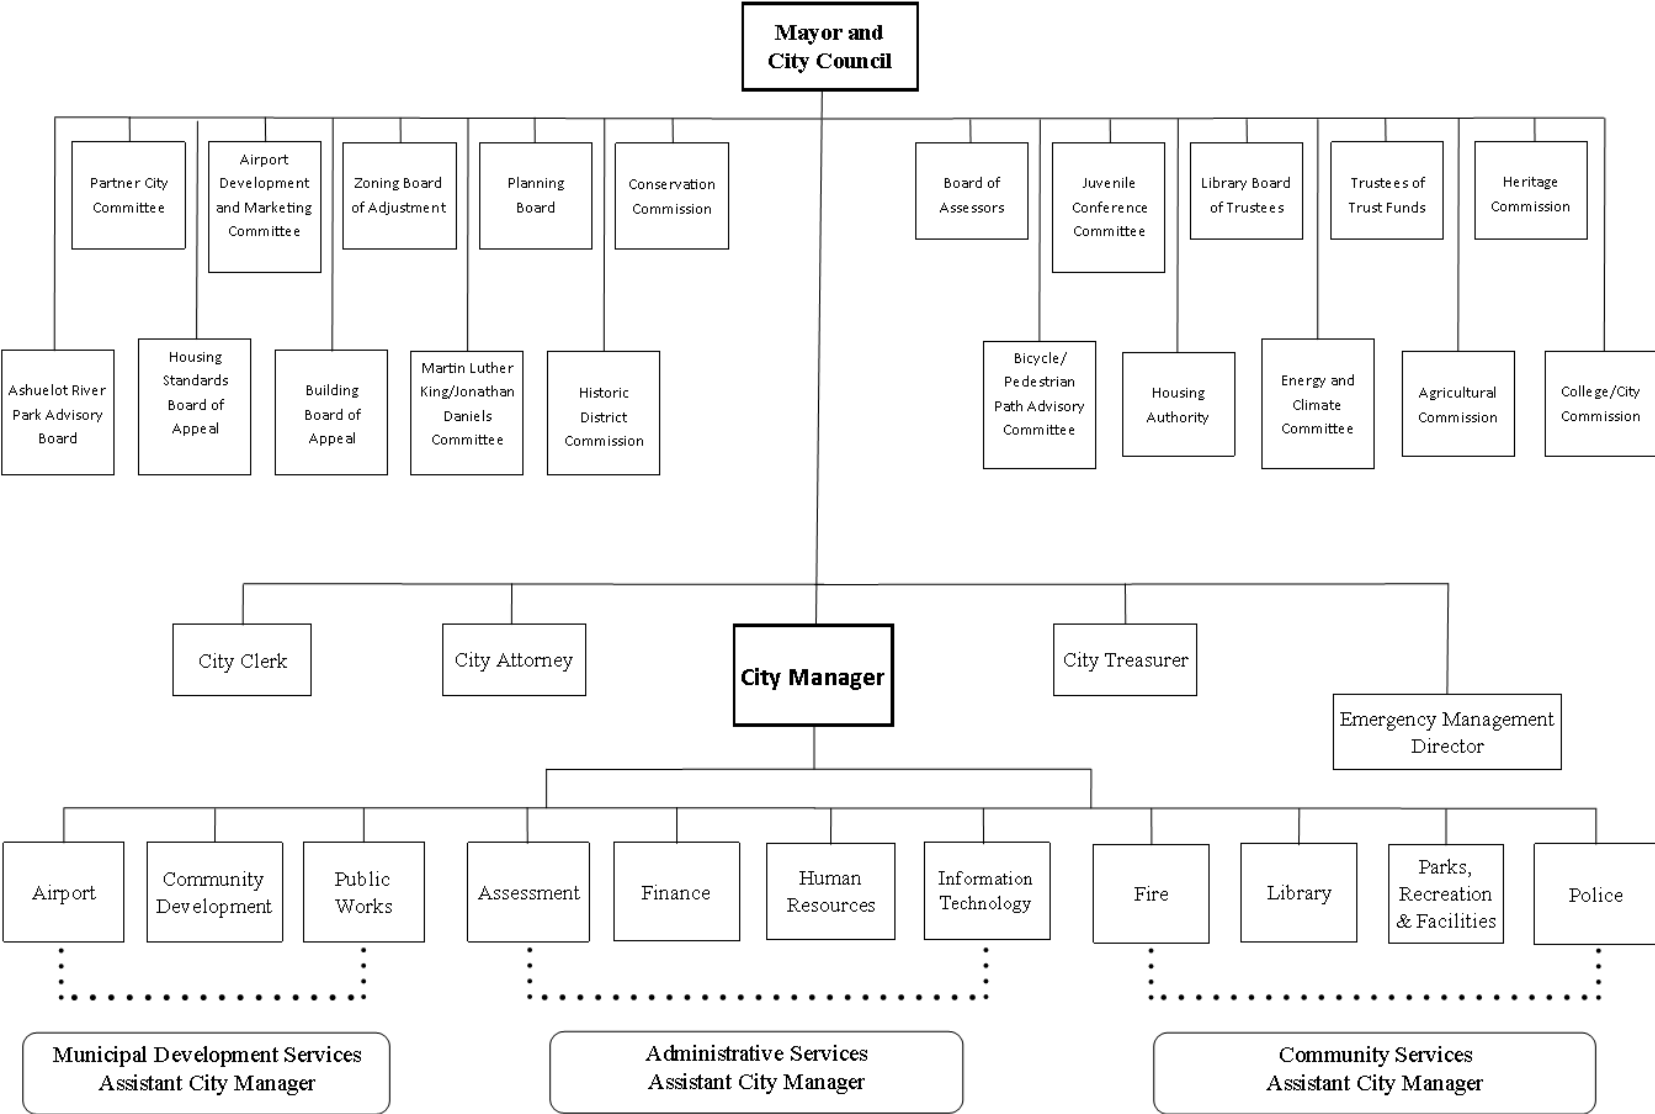 Mayor and
City Council
Partner City
Committee
Airport
Development
and Marketing
Committee
Zoning Board
of Adjustment
Planning
Board
Conservation
Commission
Board of
Assessors
Juvenile
Conference
Committee
Library Board
of Trustees
Trustees of
Trust Funds
Heritage
Commission
Ashuelot River
Park Advisory
Board
Housing
Standards
Board of
Appeal
Building
Board of
Appeal
Martin Luther
King/Jonathan
Daniels
Committee
Historic
District
Commission
Bicycle/
Pedestrian
Path Advisory
Committee
Housing
Authority
Energy and
Climate
Committee
Agricultural
Commission
College/City
Commission
City Clerk
City Attorney
City Manager
City Treasurer
Emergency Management
Director
Airport
Community
Development
Public
Works
Assessment
Finance
Human
Resources
Information
Technology
Fire
Library
Parks,
Recreation
& Facilities
Police
Municipal Development Services
Assistant City Manager
Administrative Services
Assistant City Manager
Community Services
Assistant City Manager